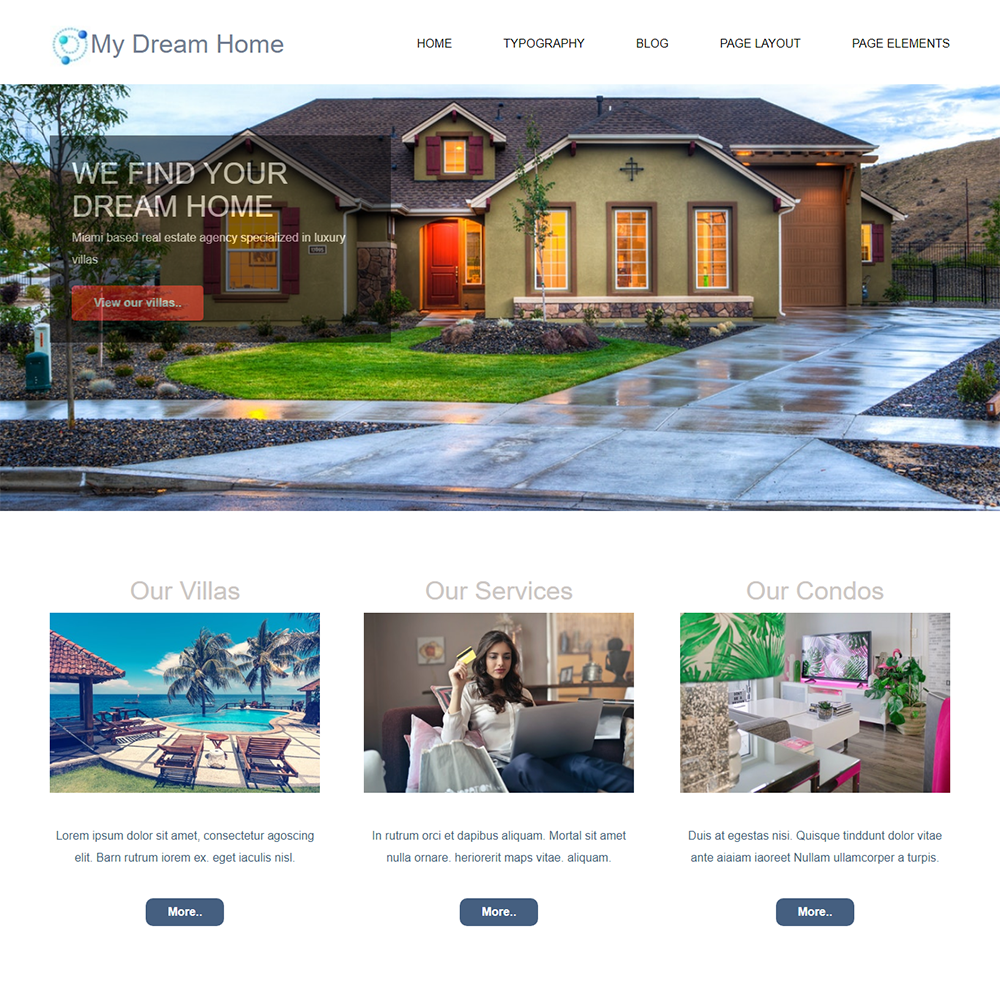 My Dream Home
HOME TYPOGRAPHY BLOG PAGE LAYOUT PAGE ELEMENTS
WE FIND YOUR
DREAM HOME
Miami based real estate agency specialized in luxury
villas
View our villas..
Our Villas
Lorem ipsum dolor sit amet, consectetur agoscing
elit. Barn rutrum iorem ex. eget iaculis nisl.
More..
Our Services
In rutrum orci et dapibus aliquam. Mortal sit amet
nulla ornare. heriorerit maps vitae. aliquam.
More..
Our Condos
Duis at egestas nisi. Quisque tinddunt dolor vitae
ante aiaiam iaoreet Nullam ullamcorper a turpis.
More..